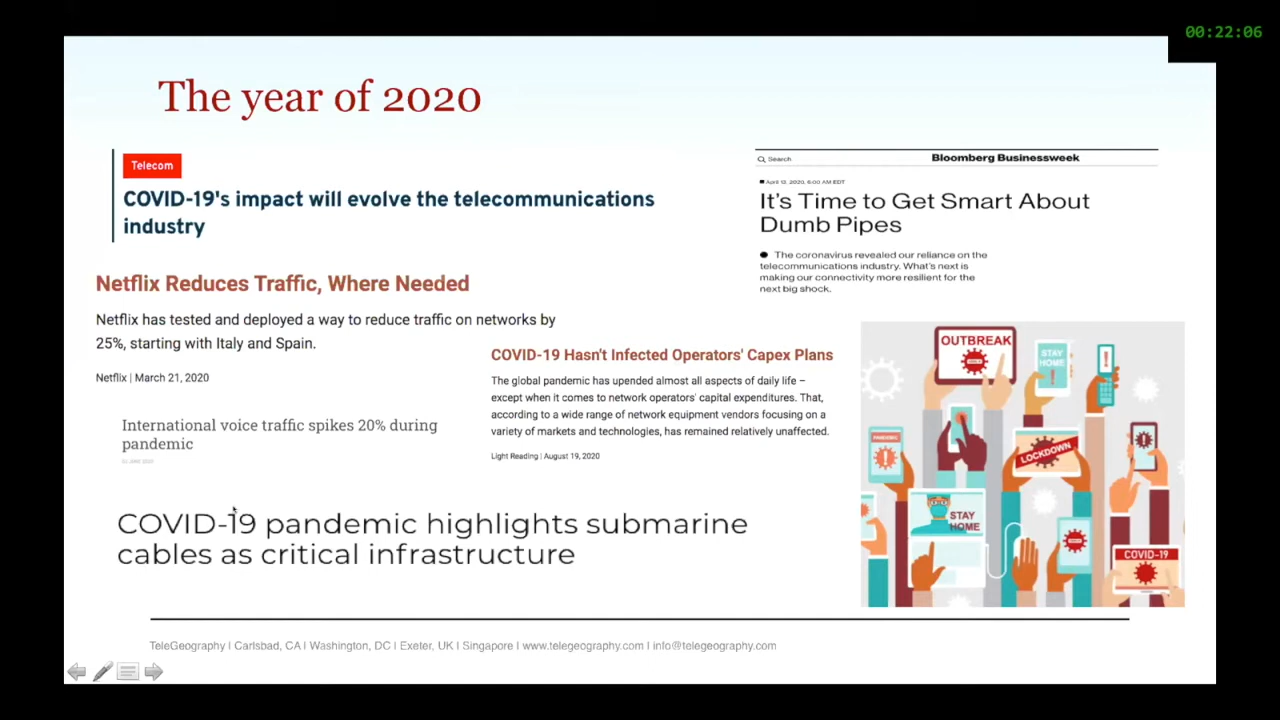 00:22:06
The year of 2020
Telecom
COVID-19's impact will evolve the telecommunications
industry
Search
Bloomberg Businessweek
April 13, 2020, 6:00 AM EDT
It's Time to Get Smart About
Dumb Pipes
The coronavirus revealed our reliance on the
telecommunications industry. What's next is
making our connectivity more resilient for the
next big shock.
Netflix Reduces Traffic, Where Needed
Netflix has tested and deployed a way to reduce traffic on networks by
25%, starting with Italy and Spain.
Netflix | March 21, 2020
COVID-19 Hasn't Infected Operators' Capex Plans
The global pandemic has upended almost all aspects of daily life –
except when it comes to network operators' capital expenditures. That,
according to a wide range of network equipment vendors focusing on a
variety of markets and technologies, has remained relatively unaffected.
Light Reading | August 19, 2020
International voice traffic spikes 20% during
pandemic
COVID-19 pandemic highlights submarine
cables as critical infrastructure
OUTBREAK
STAY
HOME
PANDEMIC
LOCKDOWN
STAY
HOME
COVID-19
TeleGeography | Carlsbad, CA | Washington, DC | Exeter, UK | Singapore | www.telegeography.com | info@telegeography.com